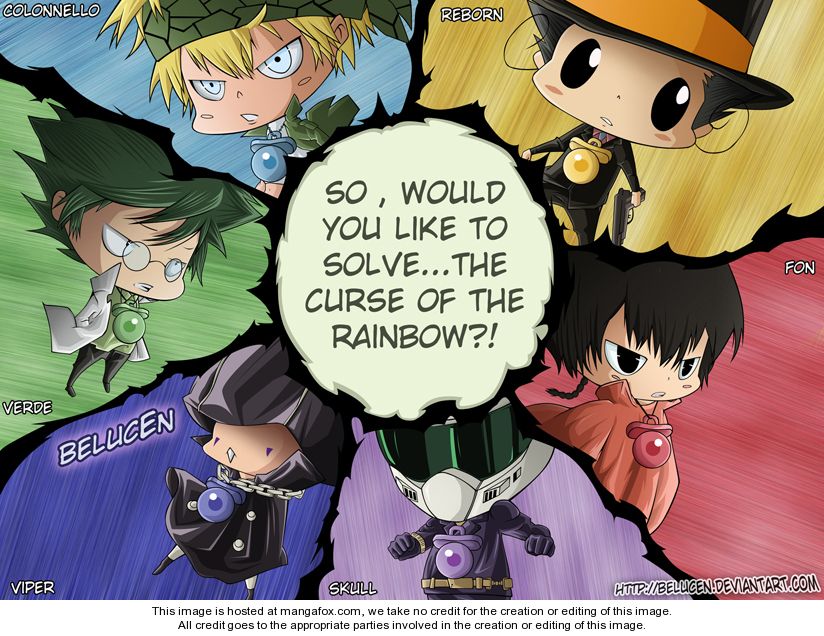 COLONNELLO
REBORN
SO , WOULD
YOU LIKE TO
SOLVE...THE
CURSE OF THE
RAINBOW?!
FON
VERDE
BELUCEN
VIPER
SKULL
HTTP://BELUCEN.DEVIANTART.COM
This image is hosted at mangafox.com, we take no credit for the creation or editing of this image.
All credit goes to the appropriate parties involved in the creation or editing of this image.